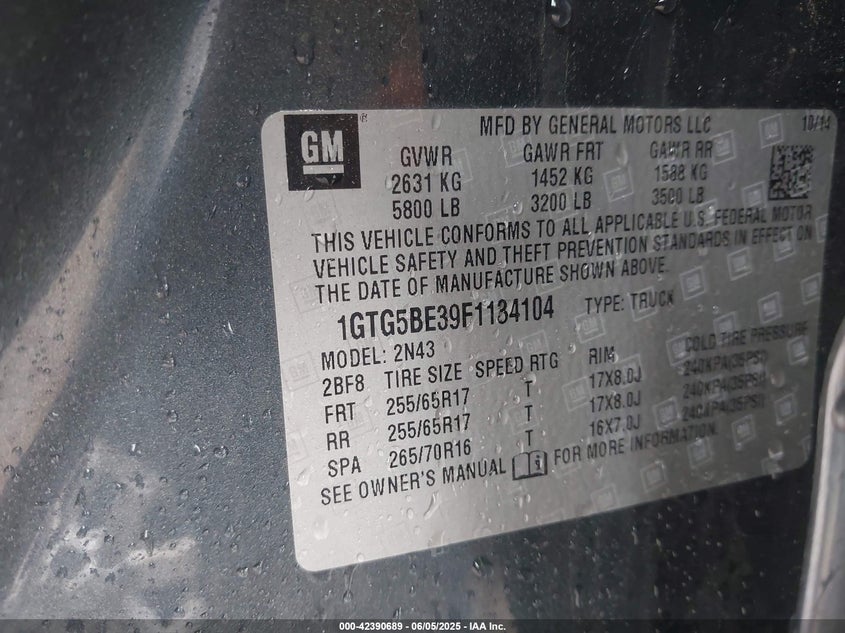 GM ®
MFD BY GENERAL MOTORS LLC 10/14
GVWR GAWR FRT GAWR RR
2631 KG 1452 KG 1588 KG
5800 LB 3200 LB 3500 LB
THIS VEHICLE CONFORMS TO ALL APPLICABLE U.S. FEDERAL MOTOR
VEHICLE SAFETY AND THEFT PREVENTION STANDARDS IN EFFECT ON
THE DATE OF MANUFACTURE SHOWN ABOVE.
1GTG5BE39F1184104 TYPE: TRUCK
MODEL: 2N43
2BF8 TIRE SIZE SPEED RTG RIM COLD TIRE PRESSURE
FRT 255/65R17 T 17X8.0J 240KPA(35PSI)
RR 255/65R17 T 17X8.0J 240KPA(35PSI)
SPA 265/70R16 T 16X7.0J 240KPA(35PSI)
SEE OWNER'S MANUAL FOR MORE INFORMATION.
000-42390689 - 06/05/2025 - IAA Inc.